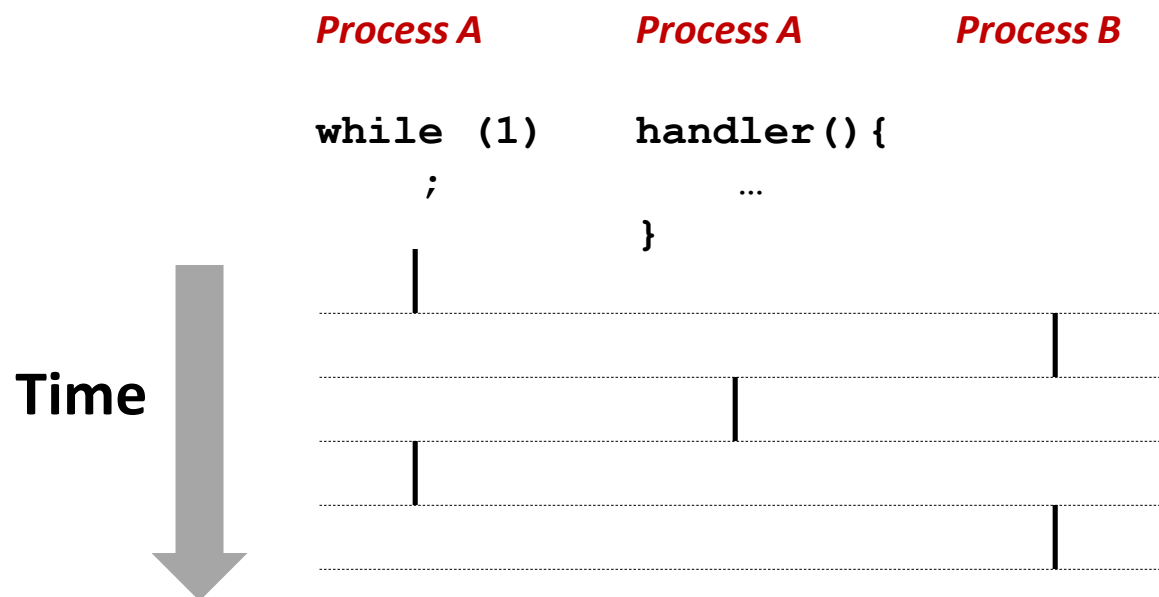 Process A Process A Process B
while (1) handler(){
; …
}
Time